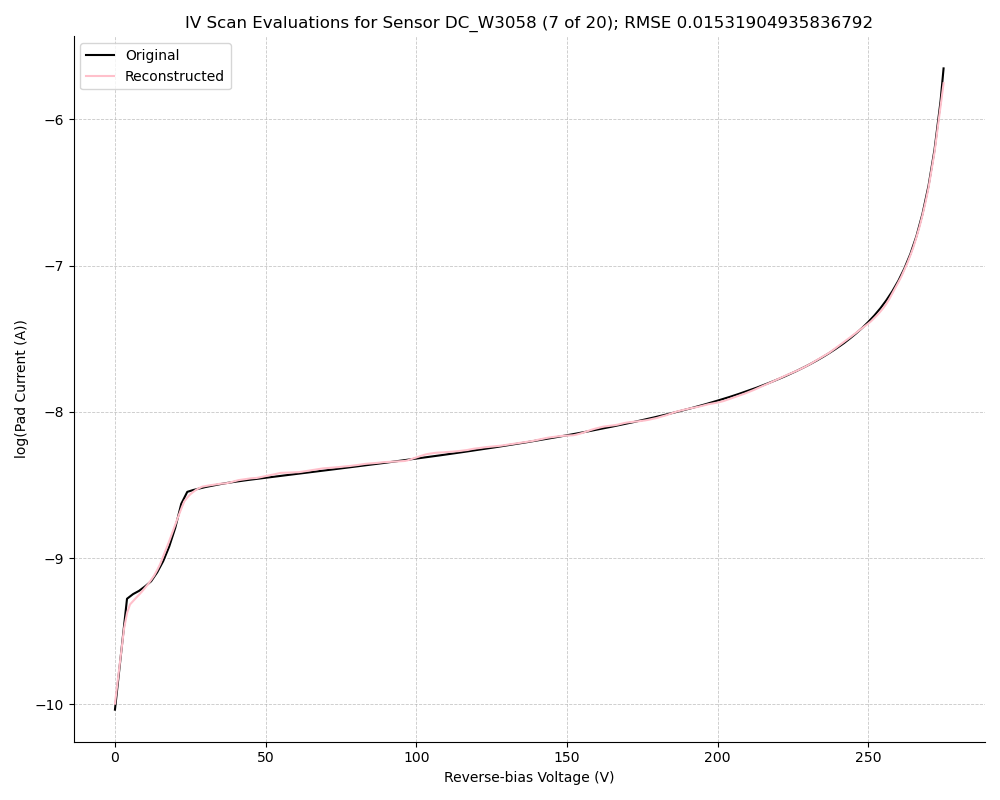 IV Scan Evaluations for Sensor DC_W3058 (7 of 20); RMSE 0.01531904935836792
Original
Reconstructed
−6
−7
−8
−9
−10
log(Pad Current (A))
0 50 100 150 200 250
Reverse-bias Voltage (V)